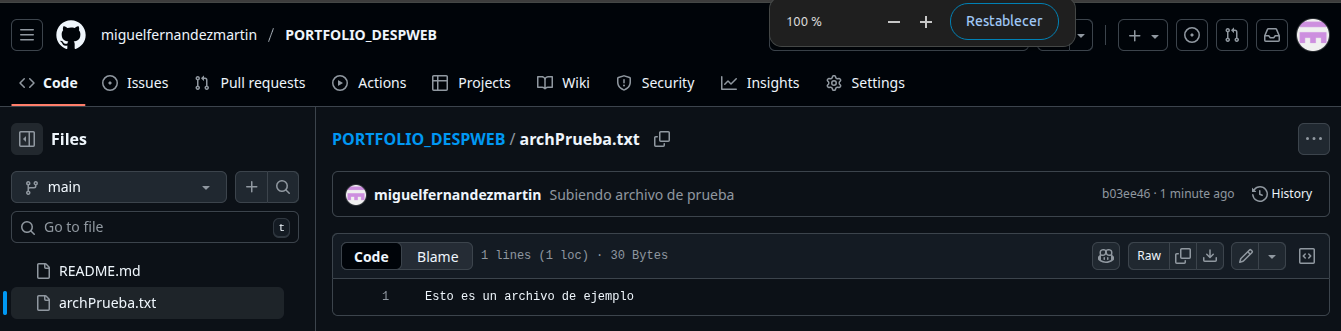 100 %
Restablecer
miguelfernandezmartin / PORTFOLIO_DESPWEB
Code
Issues
Pull requests
Actions
Projects
Wiki
Security
Insights
Settings
Files
main
Go to file
t
README.md
archPrueba.txt
PORTFOLIO_DESPWEB / archPrueba.txt
miguelfernandezmartin Subiendo archivo de prueba
b03ee46 · 1 minute ago
History
Code
Blame
1 lines (1 loc) · 30 Bytes
Raw
1 Esto es un archivo de ejemplo